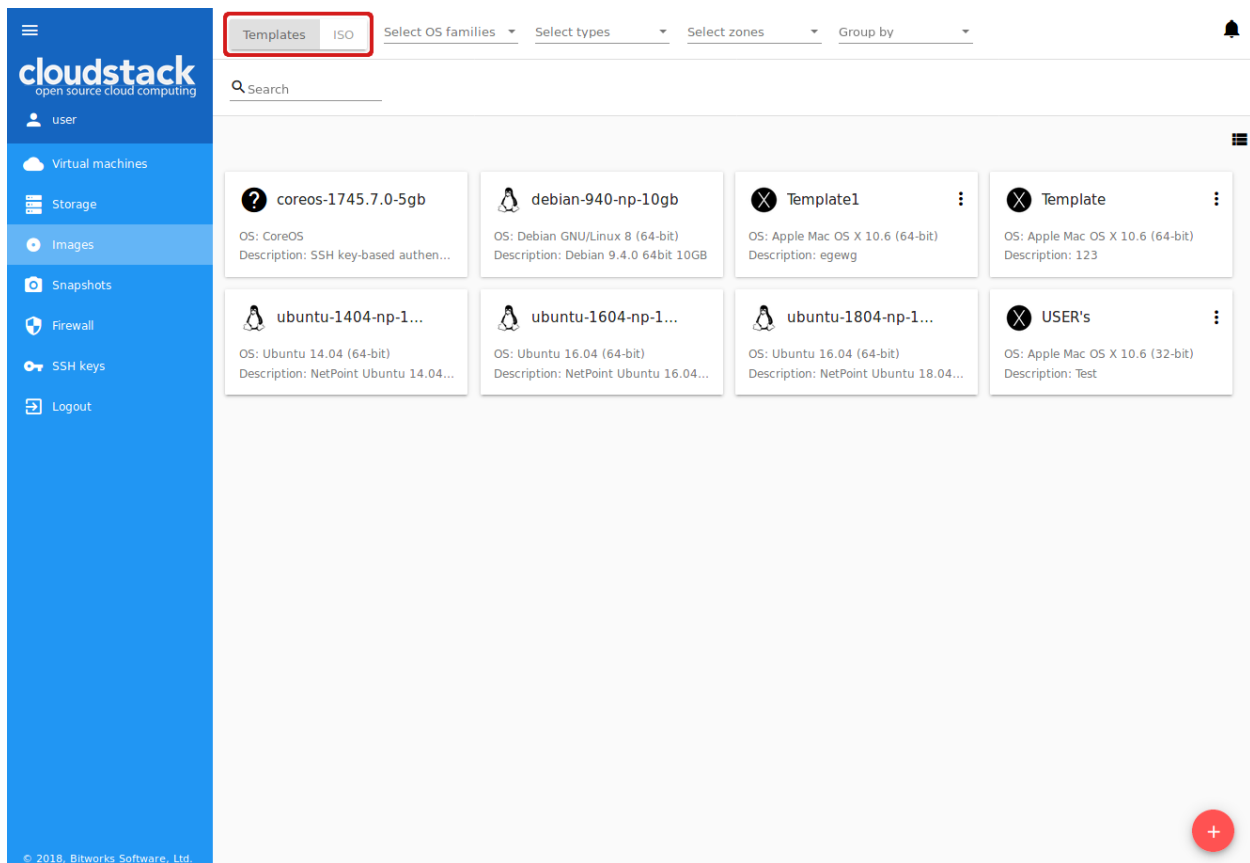 Templates ISO Select OS families Select types Select zones Group by
cloudstack
open source cloud computing
Search
user
Virtual machines
Storage
Images
Snapshots
Firewall
SSH keys
Logout
coreos-1745.7.0-5gb
OS: CoreOS
Description: SSH key-based authen...
debian-940-np-10gb
OS: Debian GNU/Linux 8 (64-bit)
Description: Debian 9.4.0 64bit 10GB
Template1
OS: Apple Mac OS X 10.6 (64-bit)
Description: egewg
Template
OS: Apple Mac OS X 10.6 (64-bit)
Description: 123
ubuntu-1404-np-1...
OS: Ubuntu 14.04 (64-bit)
Description: NetPoint Ubuntu 14.04...
ubuntu-1604-np-1...
OS: Ubuntu 16.04 (64-bit)
Description: NetPoint Ubuntu 16.04...
ubuntu-1804-np-1...
OS: Ubuntu 16.04 (64-bit)
Description: NetPoint Ubuntu 18.04...
USER's
OS: Apple Mac OS X 10.6 (32-bit)
Description: Test
© 2018, Bitworks Software, Ltd.